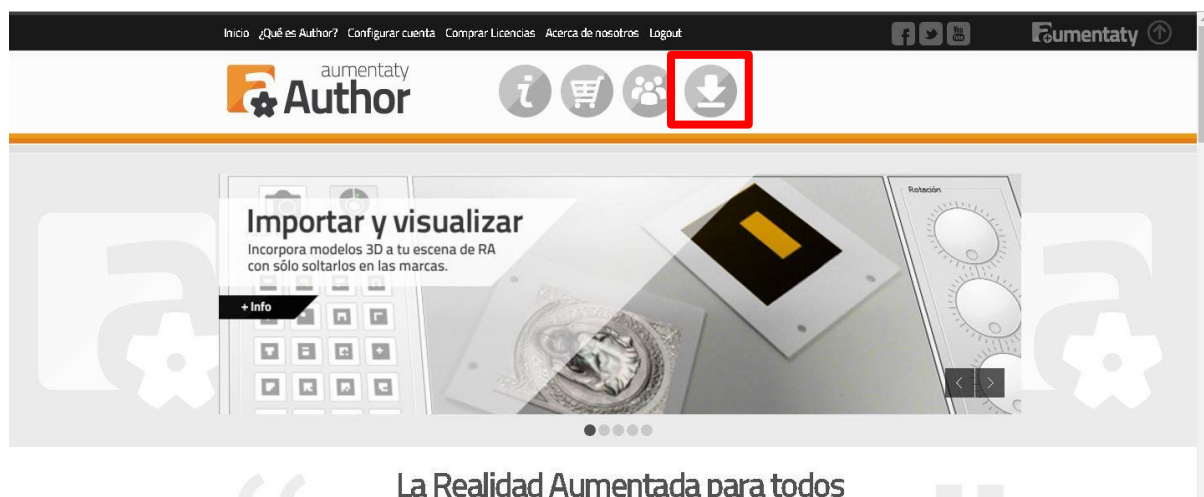 Inicio ¿Qué es Author? Configurar cuenta Comprar Licencias Acerca de nosotros Logout
aumentaty
aumentaty
Author
Rotación
Importar y visualizar
Incorpora modelos 3D a tu escena de RA
con sólo soltarlos en las marcas.
+ Info
La Realidad Aumentada para todos